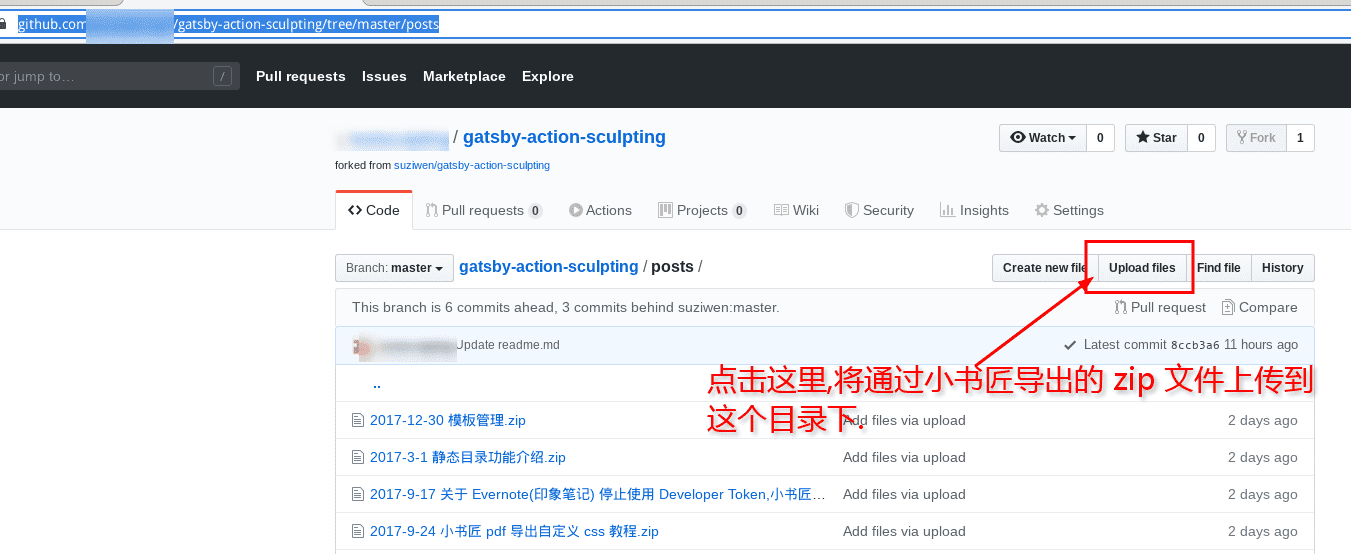 github.com/gatsby-action-sculpting/tree/master/posts
or jump to… / Pull requests Issues Marketplace Explore
/ gatsby-action-sculpting Watch 0 Star 0 Fork 1
forked from suziwen/gatsby-action-sculpting
Code Pull requests 0 Actions Projects 0 Wiki Security Insights Settings
Branch: master gatsby-action-sculpting / posts / Create new file Upload files Find file History
This branch is 6 commits ahead, 3 commits behind suziwen:master. Pull request Compare
Update readme.md Latest commit 8ccb3a6 11 hours ago
..
点击这里,将通过小书匠导出的 zip 文件上传到
这个目录下.
2017-12-30 模板管理.zip Add files via upload 2 days ago
2017-3-1 静态目录功能介绍.zip Add files via upload 2 days ago
2017-9-17 关于 Evernote(印象笔记) 停止使用 Developer Token,小书匠… Add files via upload 2 days ago
2017-9-24 小书匠 pdf 导出自定义 css 教程.zip Add files via upload 2 days ago